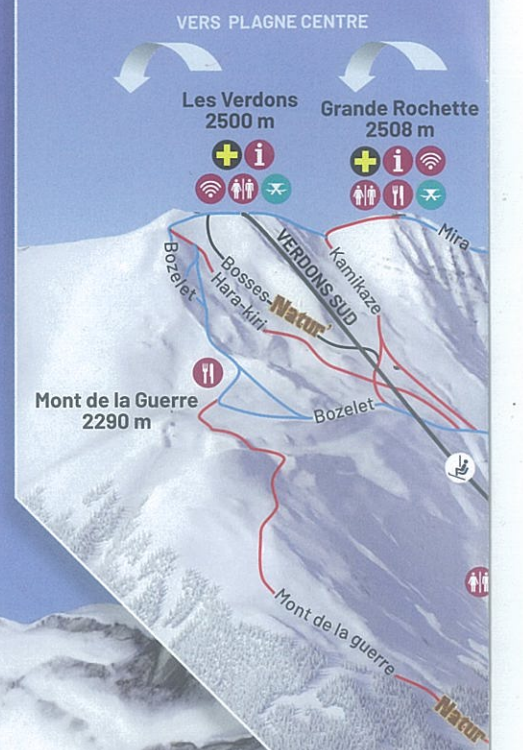 VERS PLAGNE CENTRE
Les Verdons
2500 m
Grande Rochette
2508 m
Mira
Kamikaze
VERDONS SUD
Bozelet
Bosses
Natur'
Hara-kiri
Mont de la Guerre
2290 m
Bozelet
Mont de la guerre
Natur'